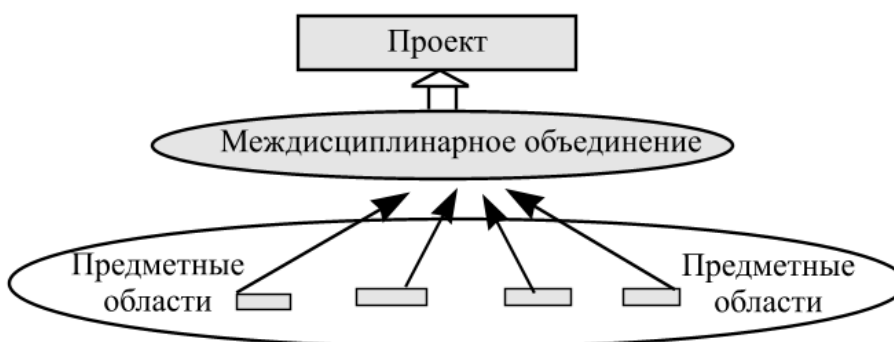 Проект
Междисциплинарное объединение
Предметные
области
Предметные
области